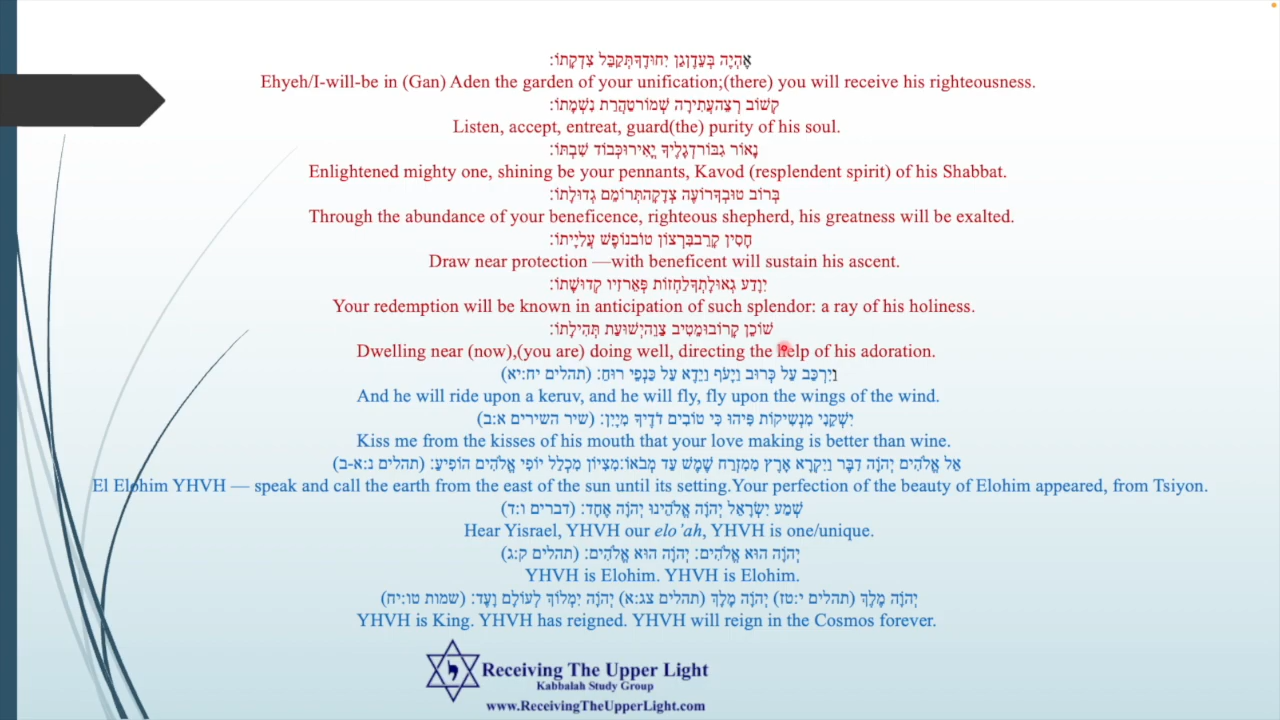 אֶהְיֶה בְּעֵדֶןגַן יִחוּדֶךָתְּקַבֵּל צִדְקָתוֹ:
Ehyeh/I-will-be in (Gan) Aden the garden of your unification;(there) you will receive his righteousness.
קָשׁוֹב רְצֵהעֲתִירָה שְׁמוֹרטָהֳרַת נִשְׁמָתוֹ:
Listen, accept, entreat, guard(the) purity of his soul.
נָאוֹר גִּבּוֹרדְּגָלֶיךָ יָאִירוּכְּבוֹד שַׁבַּתּוֹ:
Enlightened mighty one, shining be your pennants, Kavod (resplendent spirit) of his Shabbat.
בְּרוֹב טוּבְךָרוֹעֶה צְדָקָהתְּרוֹמֵם גְּדוּלָתוֹ:
Through the abundance of your beneficence, righteous shepherd, his greatness will be exalted.
חָסִין קָרֵבבִּרְצוֹן טוֹבנוֹפֵשׁ עֲלִיָּיתוֹ:
Draw near protection —with beneficent will sustain his ascent.
יִוָּדַע גְאוּלָתְךָלַחֲזוֹת פְּאֵרזִיו קְדוּשָׁתוֹ:
Your redemption will be known in anticipation of such splendor: a ray of his holiness.
שׁוֹכֵן קָרוֹבוּמֵטִיב צַוֵהיְשׁוּעַת תְּהִילָתוֹ:
Dwelling near (now),(you are) doing well, directing the help of his adoration.
וַיִּרְכַּב עַל כְּרוּב וַיָּעֹף וַיֵּדֶא עַל כַּנְפֵי רוּחַ: (תהלים יח:יא)
And he will ride upon a keruv, and he will fly, fly upon the wings of the wind.
יִשָּׁקֵנִי מִנְּשִׁיקוֹת פִּיהוּ כִּי טוֹבִים דֹּדֶיךָ מִיָּיִן: (שיר השירים א:ב)
Kiss me from the kisses of his mouth that your love making is better than wine.
אֵל אֱלֹהִים יְהוָֹה דִּבֶּר וַיִּקְרָא אָרֶץ מִמִּזְרַח שֶׁמֶשׁ עַד מְבֹאוֹ:מִצִּיּוֹן מִכְלַל יוֹפִי אֱלֹהִים הוֹפִיעַ: (תהלים נ:א-ב)
El Elohim YHVH — speak and call the earth from the east of the sun until its setting.Your perfection of the beauty of Elohim appeared, from Tsiyon.
שְׁמַע יִשְׂרָאֵל יְהוָֹה אֱלֹהֵינוּ יְהוָֹה אֶחָד: (דברים ו:ד)
Hear Yisrael, YHVH our elo’ah, YHVH is one/unique.
יְהוָֹה הוּא אֱלֹהִים: יְהוָֹה הוּא אֱלֹהִים: (תהלים ק:ג)
YHVH is Elohim. YHVH is Elohim.
יְהוָֹה מֶלֶךְ (תהלים י:טז) יְהוָֹה מָלָךְ (תהלים צג:א) יְהוָֹה יִמְלוֹךְ לְעוֹלָם וָעֶד: (שמות טו:יח)
YHVH is King. YHVH has reigned. YHVH will reign in the Cosmos forever.
Receiving The Upper Light
Kabbalah Study Group
www.ReceivingTheUpperLight.com